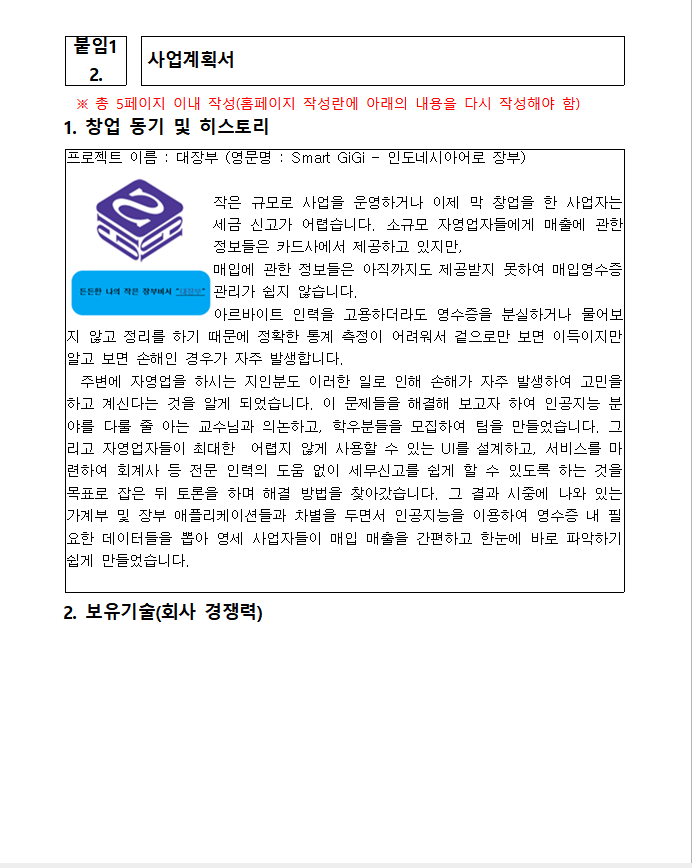 붙임1
2.
사업계획서
※ 총 5페이지 이내 작성(홈페이지 작성란에 아래의 내용을 다시 작성해야 함)
1. 창업 동기 및 히스토리
프로젝트 이름 : 대장부 (영문명 : Smart GiGi - 인도네시아어로 장부)
작은 규모로 사업을 운영하거나 이제 막 창업을 한 사업자는
세금 신고가 어렵습니다. 소규모 자영업자들에게 매출에 관한
정보들은 카드사에서 제공하고 있지만,
매입에 관한 정보들은 아직까지도 제공받지 못하여 매입영수증
관리가 쉽지 않습니다.
든든한 나의 작은 장부비서 "대장부"
아르바이트 인력을 고용하더라도 영수증을 분실하거나 물어보
지 않고 정리를 하기 때문에 정확한 통계 측정이 어려워서 겉으로만 보면 이득이지만
알고 보면 손해인 경우가 자주 발생합니다.
주변에 자영업을 하시는 지인분도 이러한 일로 인해 손해가 자주 발생하여 고민을
하고 계신다는 것을 알게 되었습니다. 이 문제들을 해결해 보고자 하여 인공지능 분
야를 다룰 줄 아는 교수님과 의논하고, 학우분들을 모집하여 팀을 만들었습니다. 그
리고 자영업자들이 최대한 어렵지 않게 사용할 수 있는 UI를 설계하고, 서비스를 마
련하여 회계사 등 전문 인력의 도움 없이 세무신고를 쉽게 할 수 있도록 하는 것을
목표로 잡은 뒤 토론을 하며 해결 방법을 찾아갔습니다. 그 결과 시중에 나와 있는
가계부 및 장부 애플리케이션들과 차별을 두면서 인공지능을 이용하여 영수증 내 필
요한 데이터들을 뽑아 영세 사업자들이 매입 매출을 간편하고 한눈에 바로 파악하기
쉽게 만들었습니다.
2. 보유기술(회사 경쟁력)